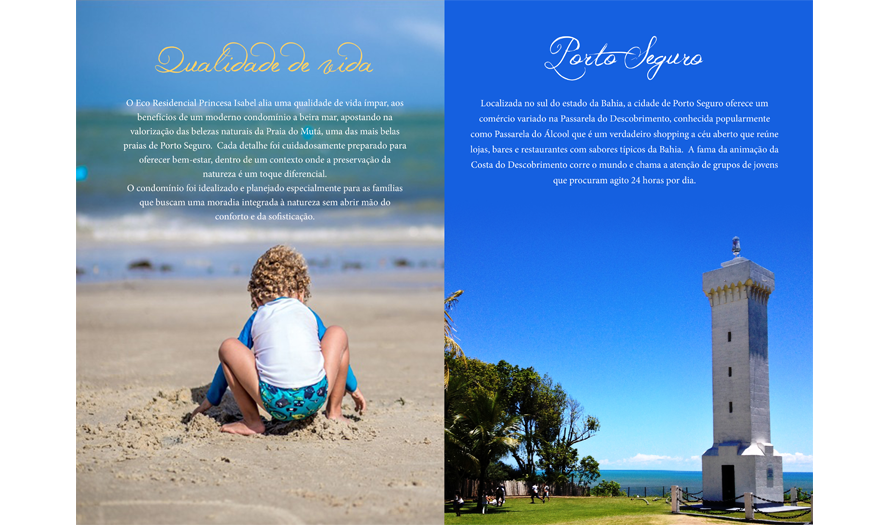 Qualidade de vida
O Eco Residencial Princesa Isabel alia uma qualidade de vida ímpar, aos
benefícios de um moderno condomínio a beira mar, apostando na
valorização das belezas naturais da Praia do Mutá, uma das mais belas
praias de Porto Seguro. Cada detalhe foi cuidadosamente preparado para
oferecer bem-estar, dentro de um contexto onde a preservação da
natureza é um toque diferencial.
O condomínio foi idealizado e planejado especialmente para as famílias
que buscam uma moradia integrada à natureza sem abrir mão do
conforto e da sofisticação.
Porto Seguro
Localizada no sul do estado da Bahia, a cidade de Porto Seguro oferece um
comércio variado na Passarela do Descobrimento, conhecida popularmente
como Passarela do Álcool que é um verdadeiro shopping a céu aberto que reúne
lojas, bares e restaurantes com sabores típicos da Bahia. A fama da animação da
Costa do Descobrimento corre o mundo e chama a atenção de grupos de jovens
que procuram agito 24 horas por dia.